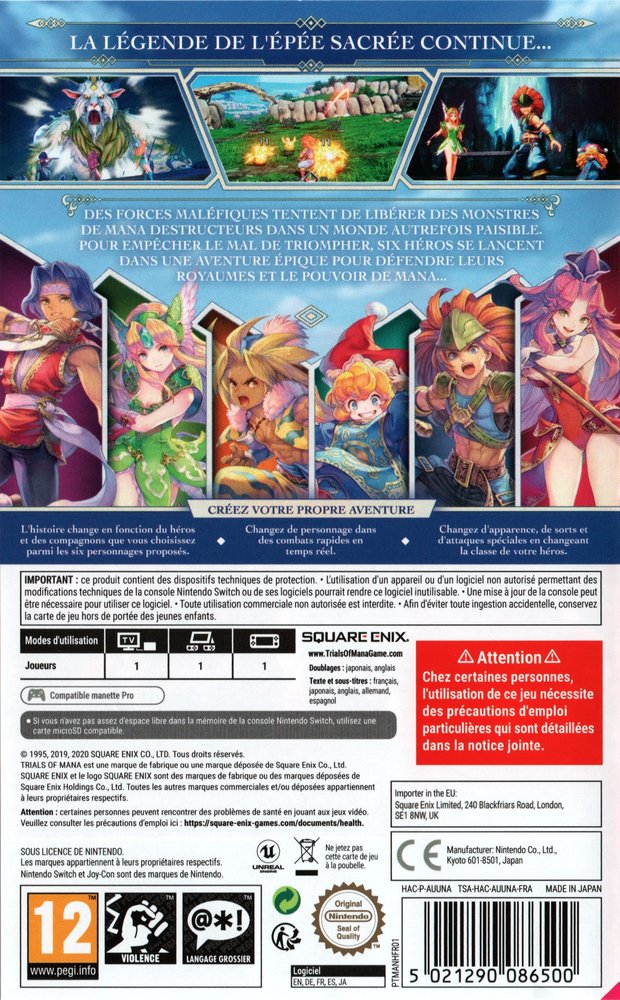 LA LÉGENDE DE L'ÉPÉE SACRÉE CONTINUE...
DES FORCES MALÉFIQUES TENTENT DE LIBÉRER DES MONSTRES
DE MANA DESTRUCTEURS DANS UN MONDE AUTREFOIS PAISIBLE.
POUR EMPÊCHER LE MAL DE TRIOMPHER, SIX HÉROS SE LANCENT
DANS UNE AVENTURE ÉPIQUE POUR DÉFENDRE LEURS
ROYAUMES ET LE POUVOIR DE MANA...
CRÉEZ VOTRE PROPRE AVENTURE
L'histoire change en fonction du héros
et des compagnons que vous choisissez
parmi les six personnages proposés.
Changez de personnage dans
des combats rapides en
temps réel.
Changez d'apparence, de sorts et
d'attaques spéciales en changeant
la classe de votre héros.
IMPORTANT : ce produit contient des dispositifs techniques de protection. • L'utilisation d'un appareil ou d'un logiciel non autorisé permettant des
modifications techniques de la console Nintendo Switch ou de ses logiciels pourrait rendre ce logiciel inutilisable. • Une mise à jour de la console peut
être nécessaire pour utiliser ce logiciel. • Toute utilisation commerciale non autorisée est interdite. • Afin d'éviter toute ingestion accidentelle, conservez
la carte de jeu hors de portée des jeunes enfants.
Modes d'utilisation
TV
Joueurs 1 1 1
Compatible manette Pro
• Si vous n'avez pas assez d'espace libre dans la mémoire de la console Nintendo Switch, utilisez une
carte microSD compatible.
SQUARE ENIX.
www.TrialsOfManaGame.com
Doublages : japonais, anglais
Texte et sous-titres : français,
japonais, anglais, allemand,
espagnol
Attention
Chez certaines personnes,
l'utilisation de ce jeu nécessite
des précautions d'emploi
particulières qui sont détaillées
dans la notice jointe.
© 1995, 2019, 2020 SQUARE ENIX CO., LTD. Tous droits réservés.
TRIALS OF MANA est une marque de fabrique ou une marque déposée de Square Enix Co., Ltd.
SQUARE ENIX et le logo SQUARE ENIX sont des marques de fabrique ou des marques déposées de
Square Enix Holdings Co., Ltd. Toutes les autres marques commerciales et/ou déposées appartiennent
à leurs propriétaires respectifs.
Attention : certaines personnes peuvent rencontrer des problèmes de santé en jouant aux jeux vidéo.
Veuillez consulter les précautions d'emploi ici : https://square-enix-games.com/documents/health.
Importer in the EU:
Square Enix Limited, 240 Blackfriars Road, London,
SE1 8NW, UK
SOUS LICENCE DE NINTENDO.
Les marques appartiennent à leurs propriétaires respectifs.
Nintendo Switch et Joy-Con sont des marques de Nintendo.
UNREAL
ENGINE
Ne jetez pas
cette carte de jeu
à la poubelle.
CE
Manufacturer: Nintendo Co., Ltd.,
Kyoto 601-8501, Japan
HAC-P-AUUNA TSA-HAC-AUUNA-FRA MADE IN JAPAN
12
www.pegi.info
VIOLENCE
@*!
LANGAGE GROSSIER
Original
Nintendo
Seal of
Quality
Logiciel
EN, DE, FR, ES, JA
PTMANHFR01
5 021290 086500